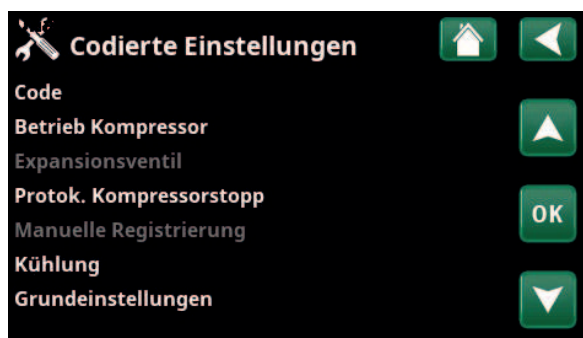 Codierte Einstellungen
Code
Betrieb Kompressor
Expansionsventil
Protok. Kompressorstopp
OK
Manuelle Registrierung
Kühlung
Grundeinstellungen